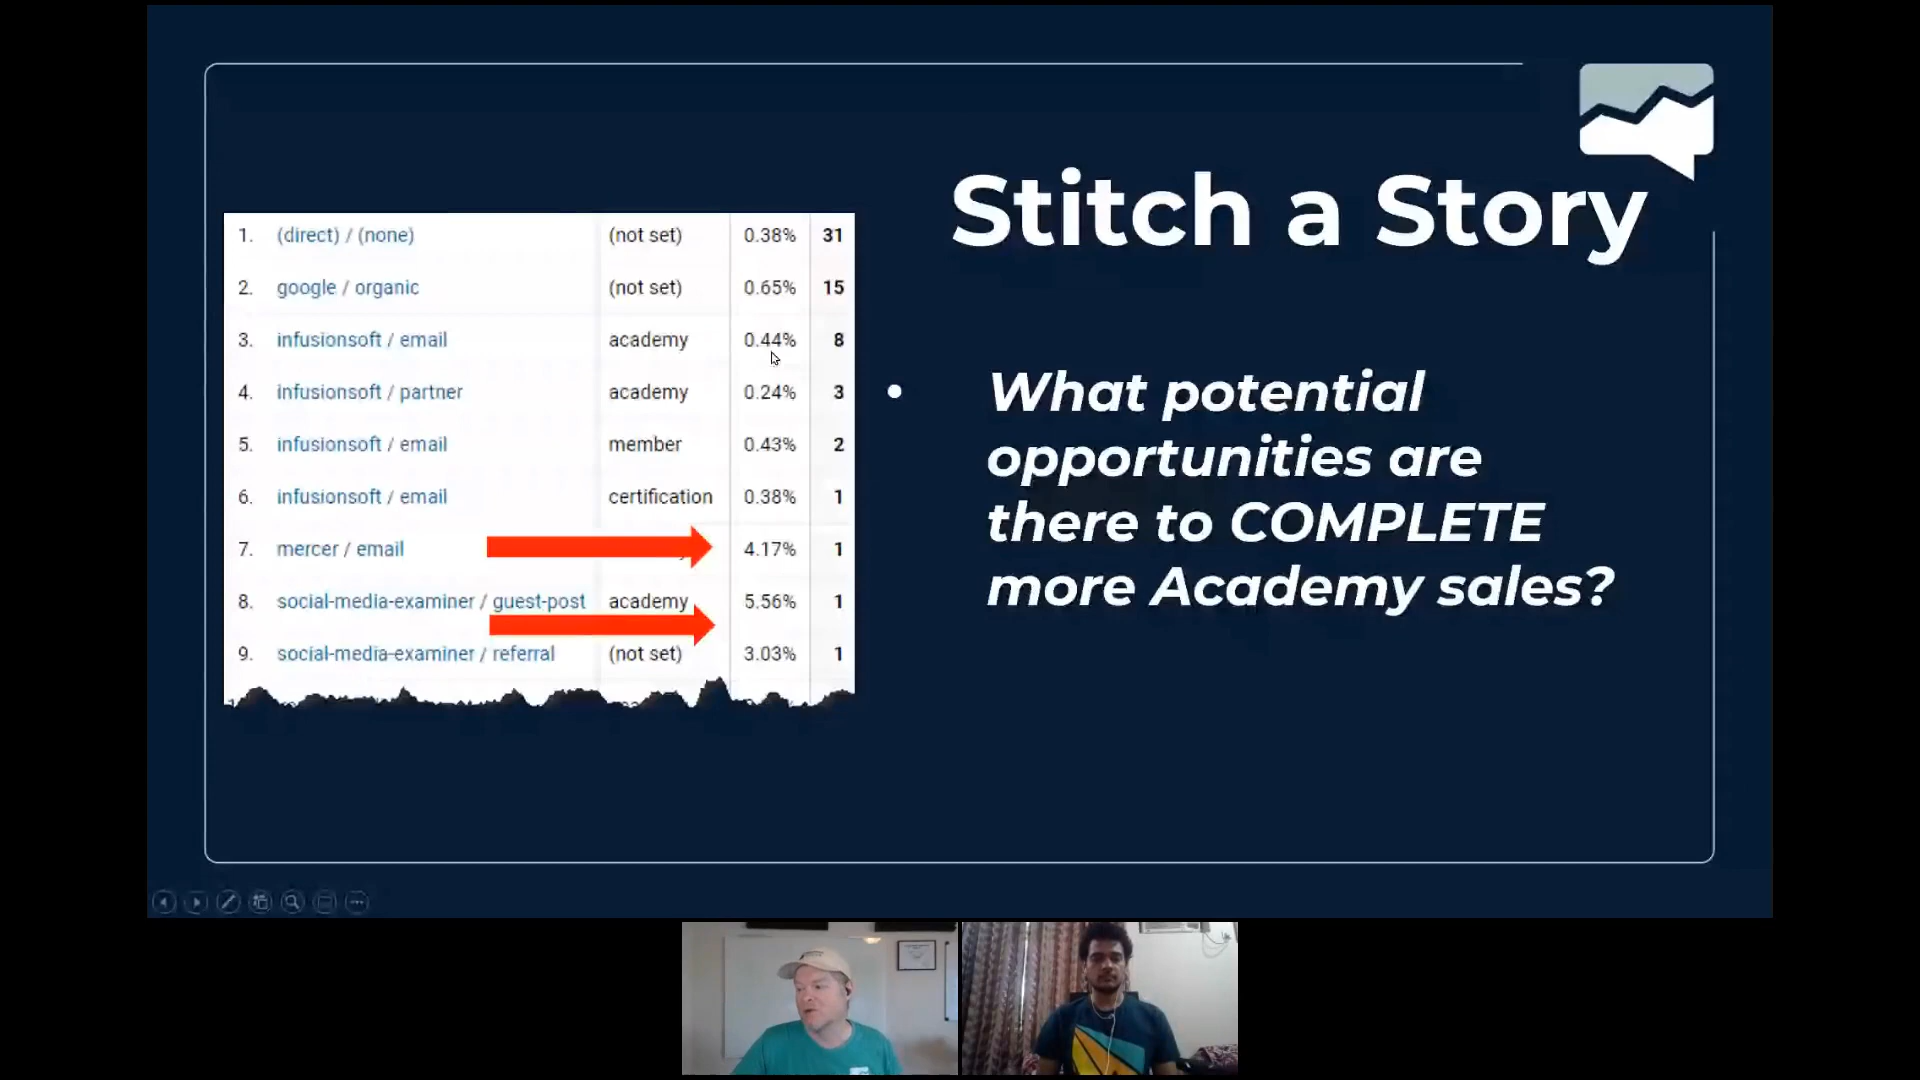 Stitch a Story
1. (direct) / (none) (not set) 0.38% 31
2. google / organic (not set) 0.65% 15
3. infusionsoft / email academy 0.44% 8
4. infusionsoft / partner academy 0.24% 3
5. infusionsoft / email member 0.43% 2
6. infusionsoft / email certification 0.38% 1
7. mercer / email 4.17% 1
8. social-media-examiner / guest-post academy 5.56% 1
9. social-media-examiner / referral (not set) 3.03% 1
• What potential
opportunities are
there to COMPLETE
more Academy sales?